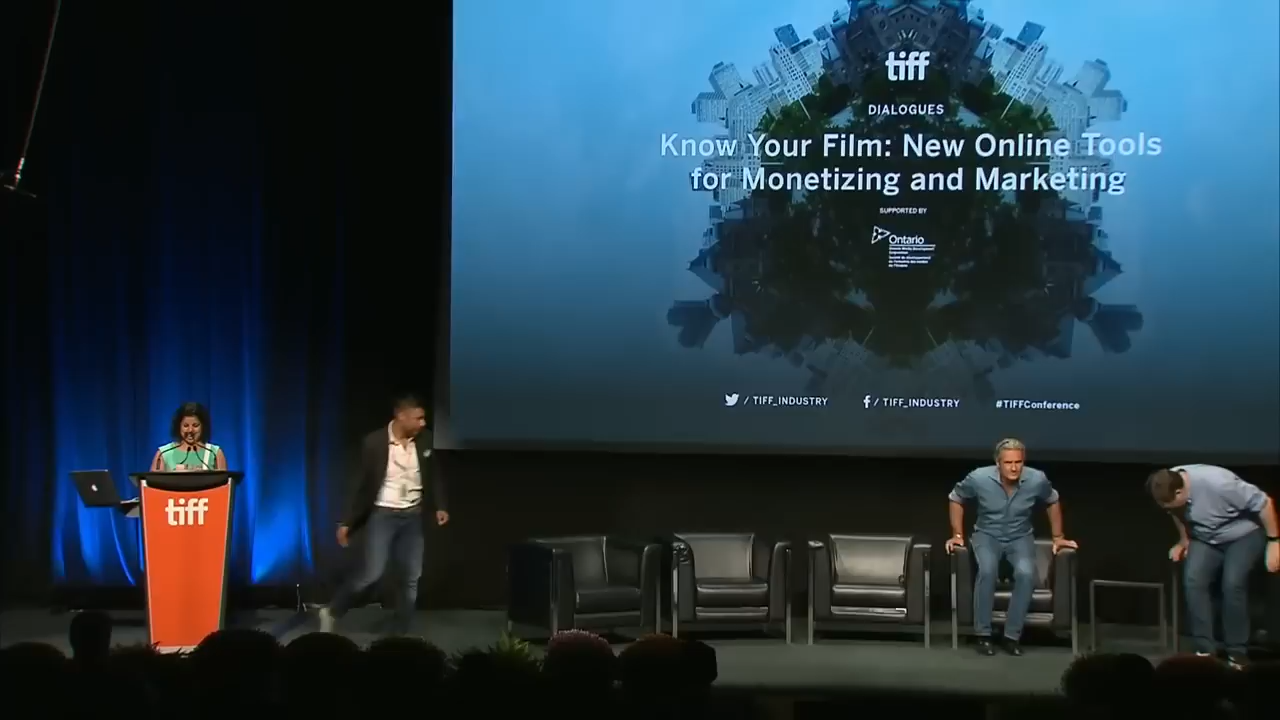 tiff
DIALOGUES
Know Your Film: New Online Tools
for Monetizing and Marketing
SUPPORTED BY
Ontario
/ TIFF_INDUSTRY
/ TIFF_INDUSTRY
#TIFFConference
tiff